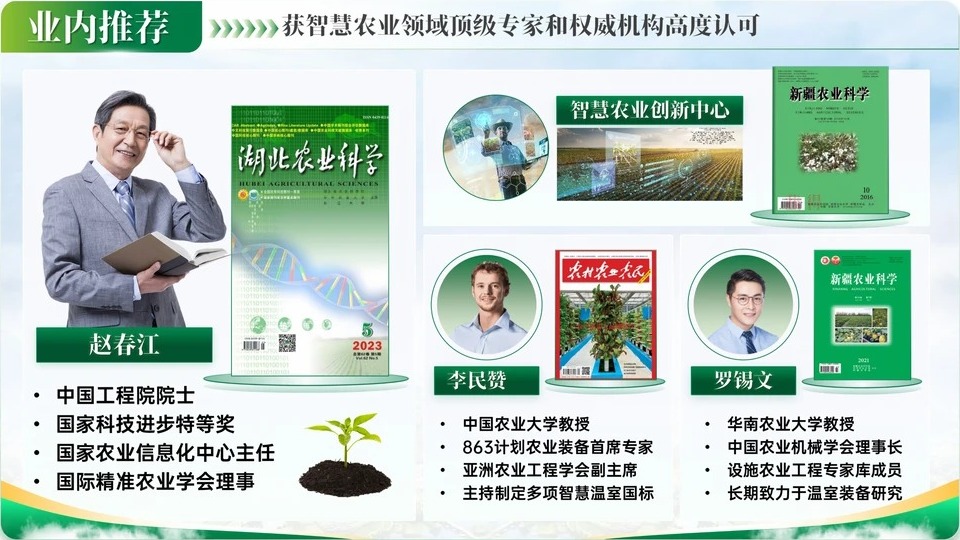 业内推荐
获智慧农业领域顶级专家和权威机构高度认可
湖北农业科学
HUBEI AGRICULTURAL SCIENCES
5
2023
赵春江
• 中国工程院院士
• 国家科技进步特等奖
• 国家农业信息化中心主任
• 国际精准农业学会理事
智慧农业创新中心
新疆农业科学
10
2016
农村农业农民
李民赞
• 中国农业大学教授
• 863计划农业装备首席专家
• 亚洲农业工程学会副主席
• 主持制定多项智慧温室国标
新疆农业科学
2021
罗锡文
• 华南农业大学教授
• 中国农业机械学会理事长
• 设施农业工程专家库成员
• 长期致力于温室装备研究